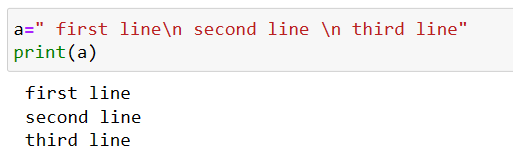 a=" first line\n second line \n third line"
print(a)
 first line
 second line
 third line